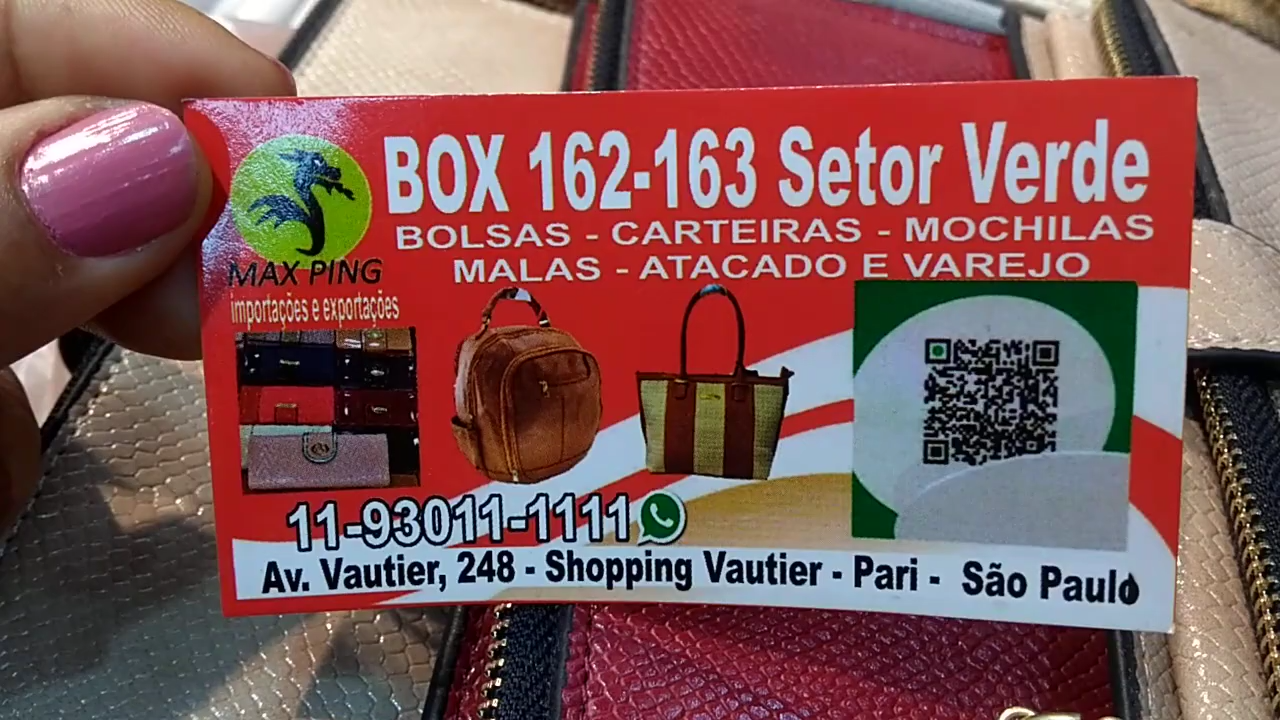 BOX 162-163 Setor Verde
BOLSAS - CARTEIRAS - MOCHILAS
MALAS - ATACADO E VAREJO
MAX PING
importações e exportações
11-93011-1111
Av. Vautier, 248 - Shopping Vautier - Pari - São Paulo